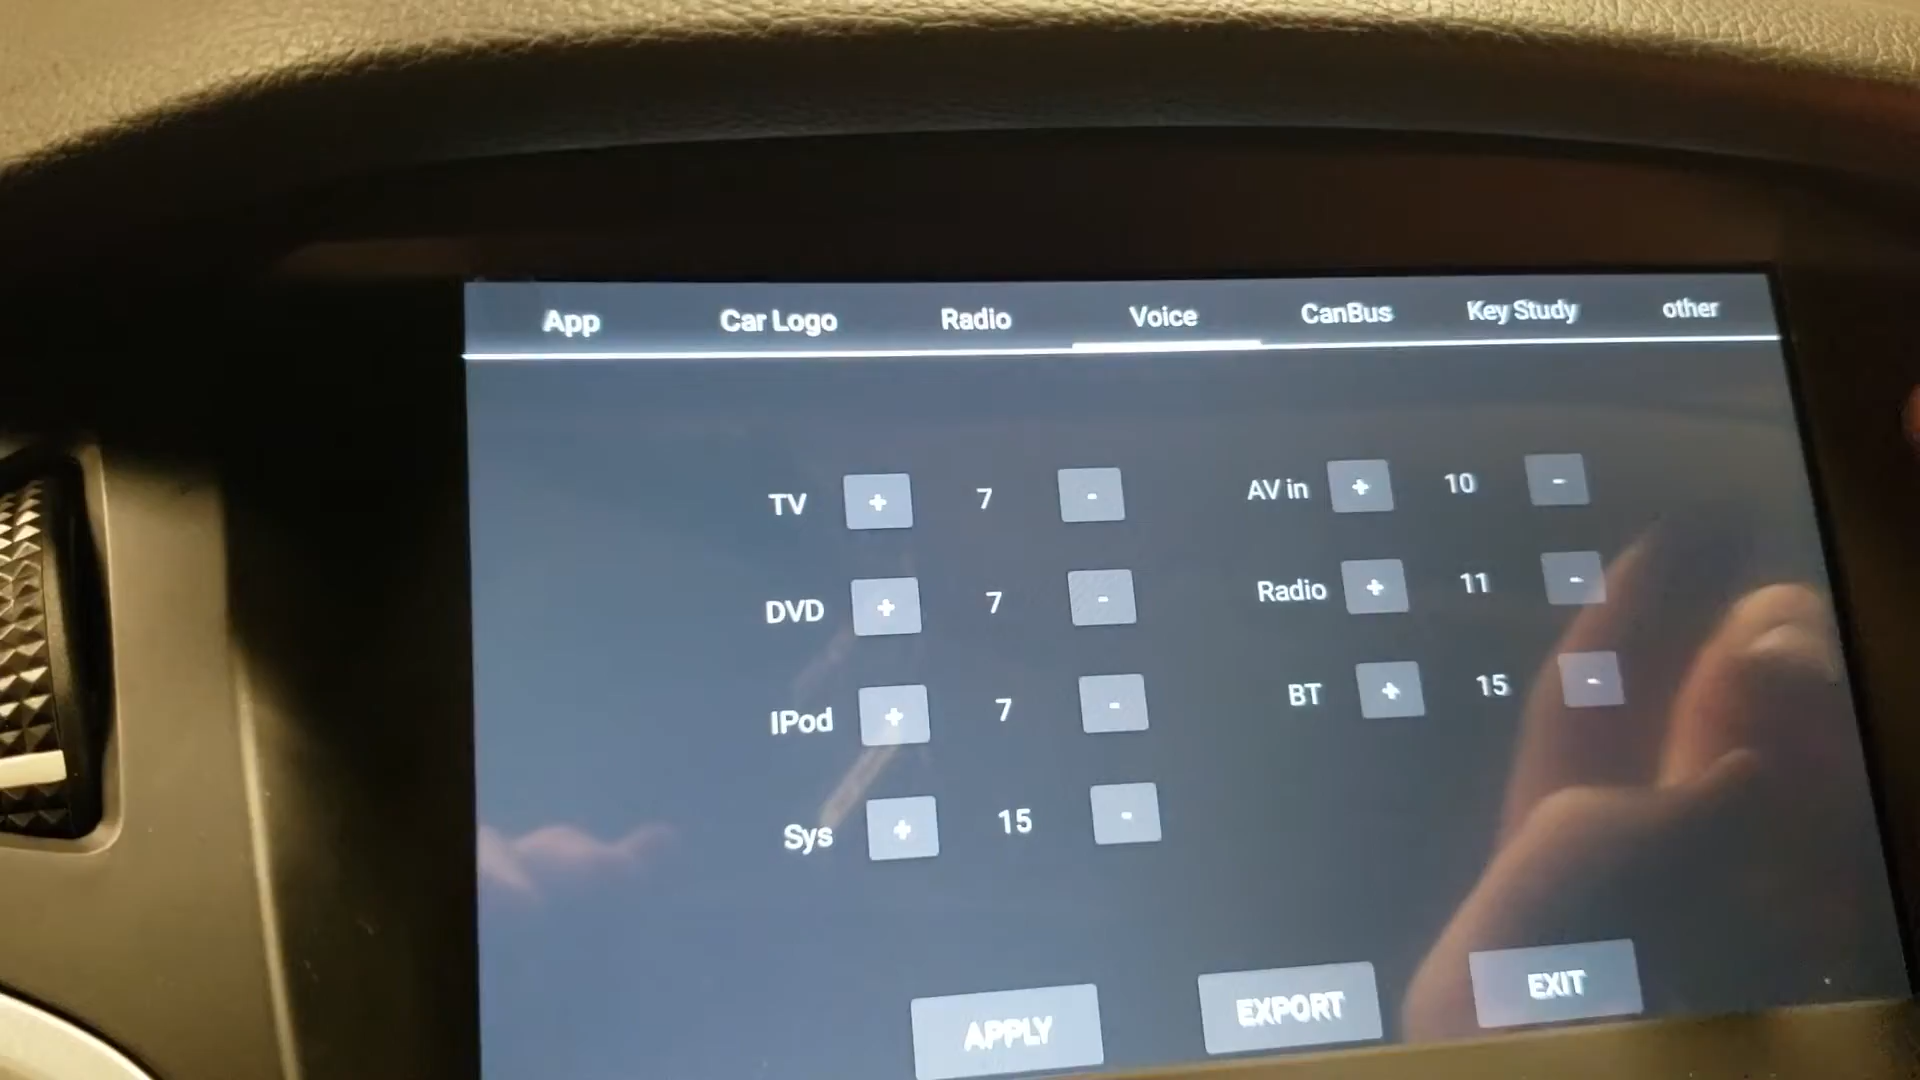 App Car Logo Radio Voice CanBus Key Study other
TV + 7 - AV in + 10 -
DVD + 7 - Radio + 11 -
IPod + 7 - BT + 15 -
Sys + 15 -
APPLY EXPORT EXIT